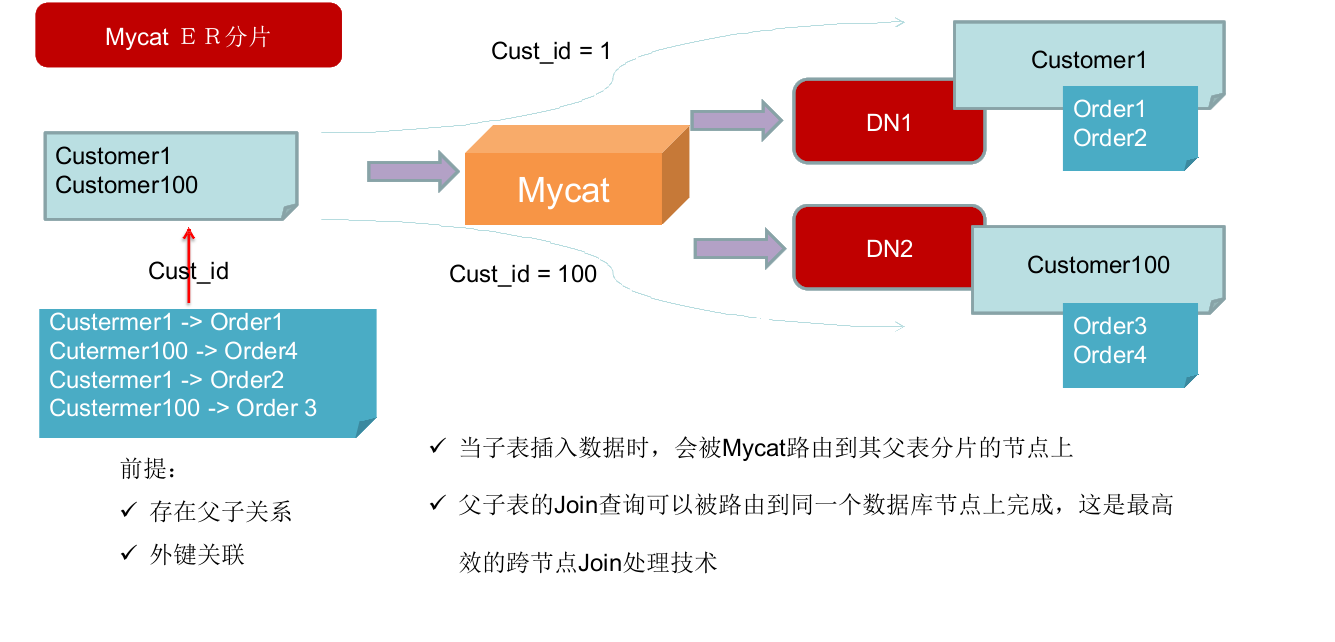 Mycat ＥＲ分片
Cust_id = 1
Customer1
Order1
Order2
DN1
Customer1
Customer100
Mycat
DN2
Customer100
Order3
Order4
Cust_id
Cust_id = 100
Custermer1 -> Order1
Cutermer100 -> Order4
Custermer1 -> Order2
Custermer100 -> Order 3
前提：
✓ 存在父子关系
✓ 外键关联
✓ 当子表插入数据时，会被Mycat路由到其父表分片的节点上
✓ 父子表的Join查询可以被路由到同一个数据库节点上完成，这是最高
效的跨节点Join处理技术